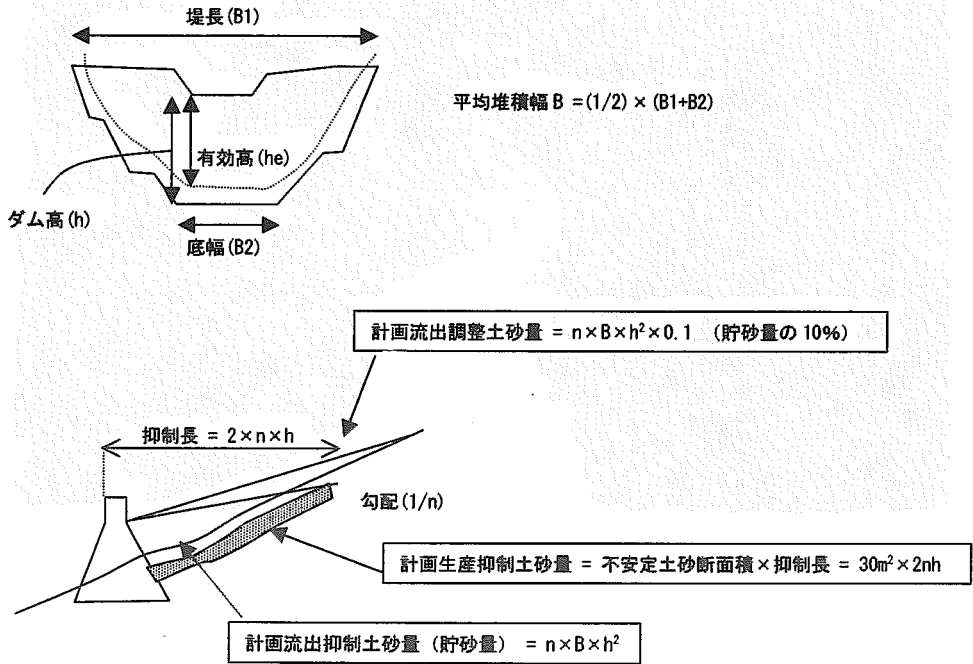 堤長(B1)
平均堆積幅 B =(1/2) × (B1+B2)
有効高(he)
ダム高(h)
底幅(B2)
計画流出調整土砂量 = n×B×h²×0.1 (貯砂量の 10%)
抑制長 = 2×n×h
勾配(1/n)
計画生産抑制土砂量 = 不安定土砂断面積×抑制長 = 30m²×2nh
計画流出抑制土砂量 (貯砂量) = n×B×h²